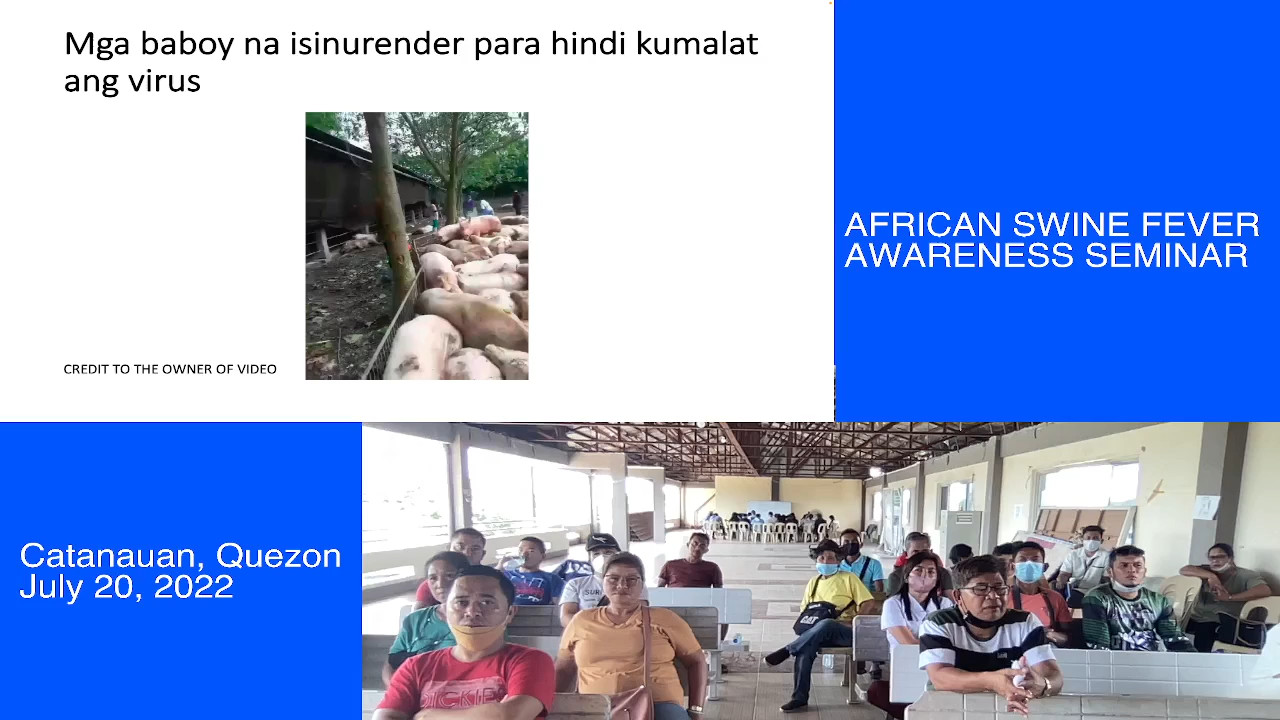 Mga baboy na isinurender para hindi kumalat
ang virus
CREDIT TO THE OWNER OF VIDEO
AFRICAN SWINE FEVER
AWARENESS SEMINAR
Catanauan, Quezon
July 20, 2022
CAT